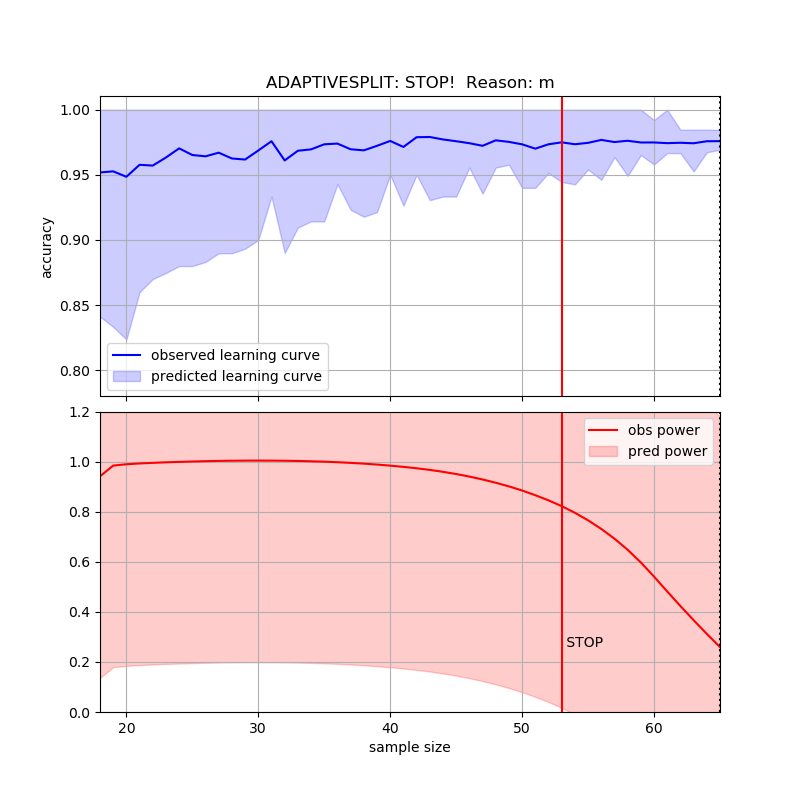 ADAPTIVESPLIT: STOP!  Reason: m
1.00
0.95
0.90
0.85
0.80
accuracy
observed learning curve
predicted learning curve
1.2
1.0
0.8
0.6
0.4
0.2
0.0
obs power
pred power
STOP
20 30 40 50 60
sample size